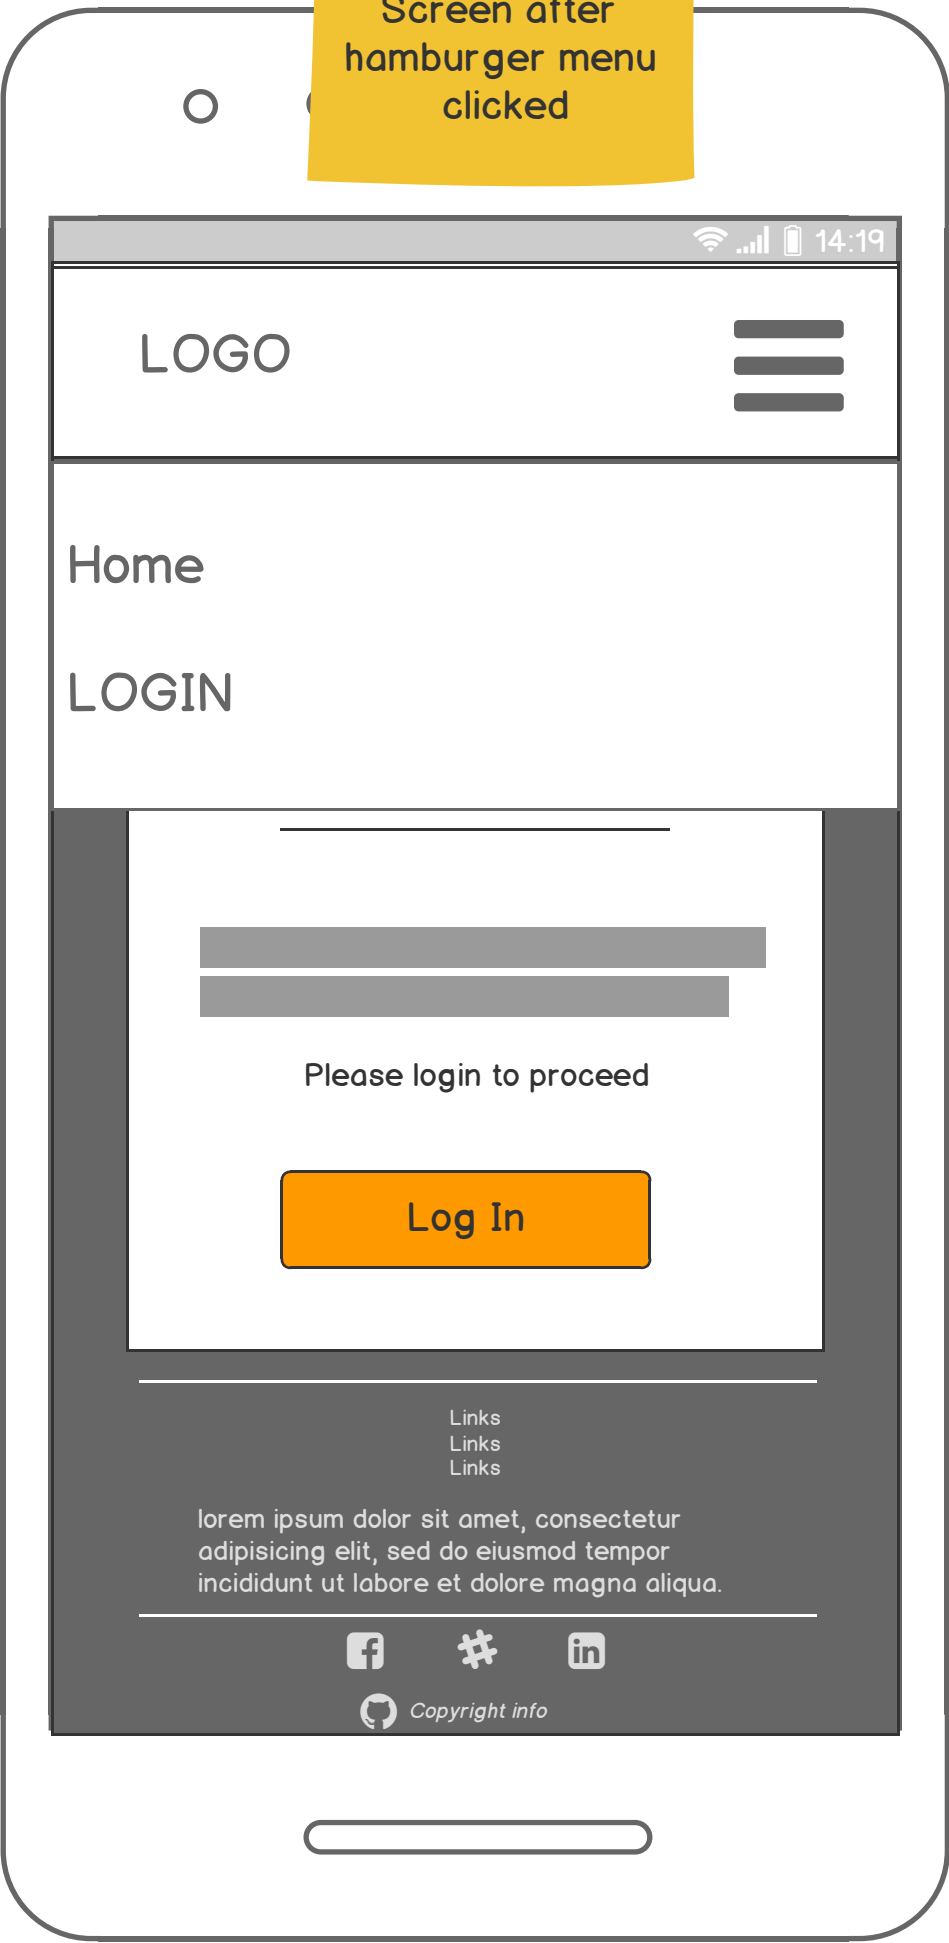 Screen after
hamburger menu
clicked
14:19
LOGO
Home
LOGIN
Please login to proceed
Log In
Links
Links
Links
lorem ipsum dolor sit amet, consectetur
adipisicing elit, sed do eiusmod tempor
incididunt ut labore et dolore magna aliqua.
Copyright info